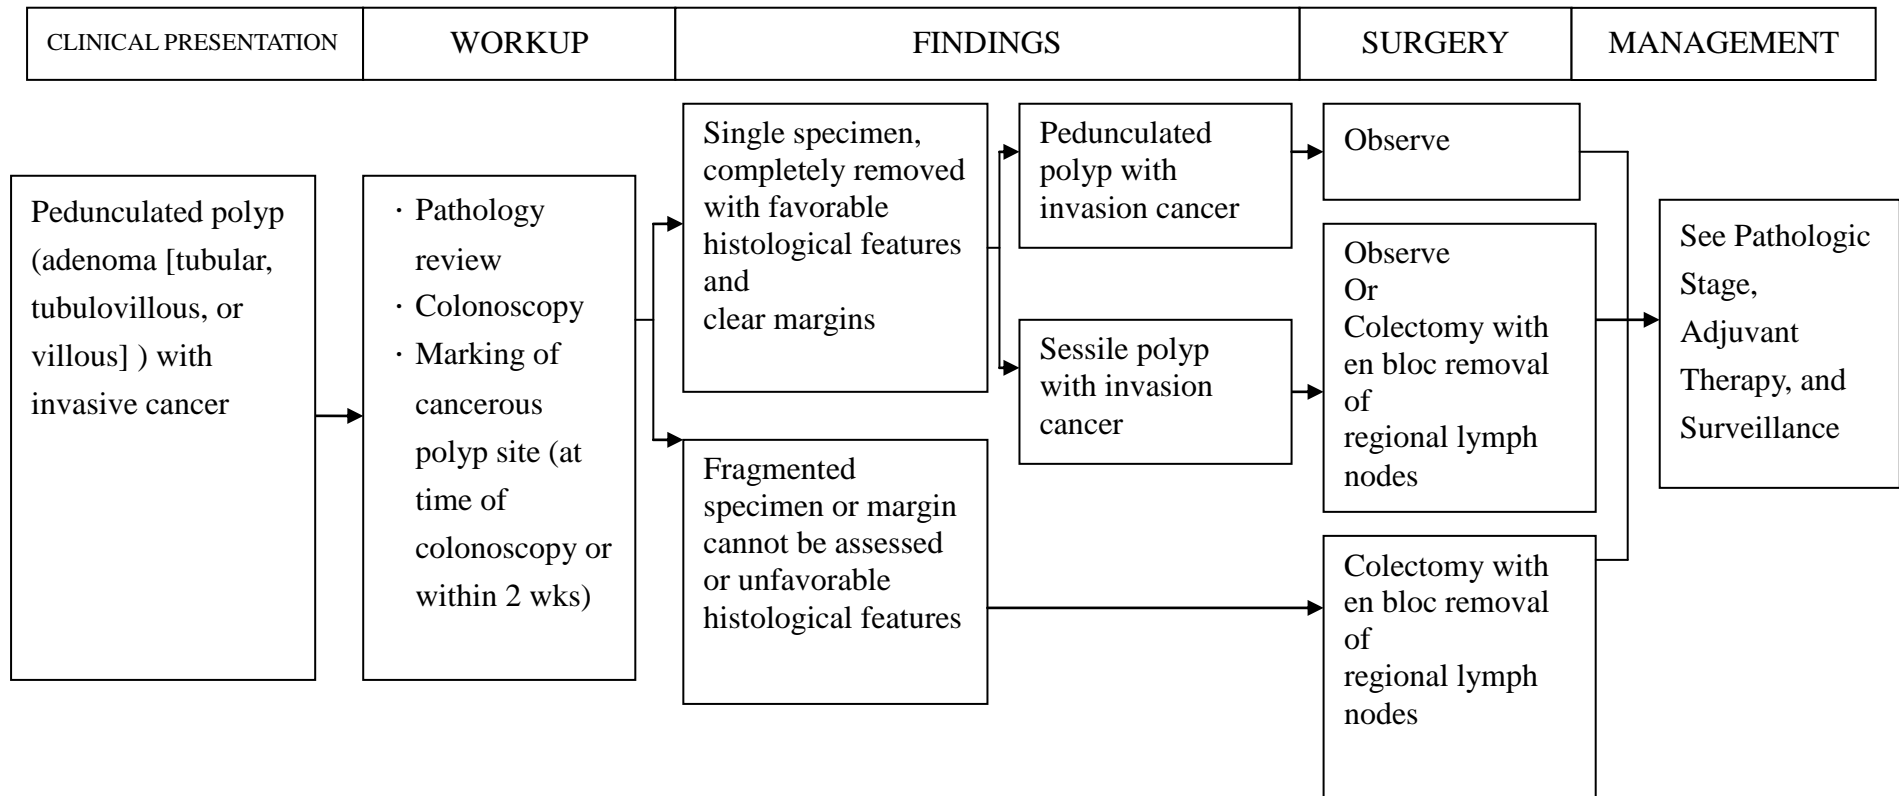 CLINICAL PRESENTATION
WORKUP
FINDINGS
SURGERY
MANAGEMENT
Pedunculated polyp
(adenoma [tubular,
tubulovillous, or
villous] ) with
invasive cancer
· Pathology
review
· Colonoscopy
· Marking of
cancerous
polyp site (at
time of
colonoscopy or
within 2 wks)
Single specimen,
completely removed
with favorable
histological features
and
clear margins
Fragmented
specimen or margin
cannot be assessed
or unfavorable
histological features
Pedunculated
polyp with
invasion cancer
Sessile polyp
with invasion
cancer
Observe
Observe
Or
Colectomy with
en bloc removal
of
regional lymph
nodes
Colectomy with
en bloc removal
of
regional lymph
nodes
See Pathologic
Stage,
Adjuvant
Therapy, and
Surveillance